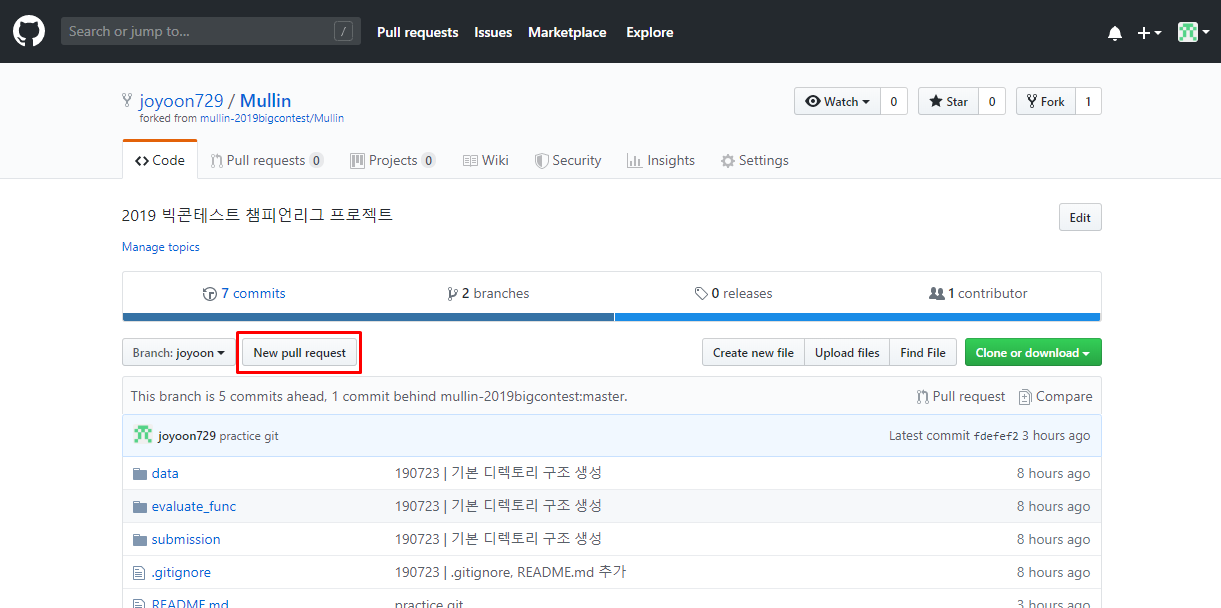 Search or jump to... / Pull requests Issues Marketplace Explore
joyoon729 / Mullin Watch 0 Star 0 Fork 1
forked from mullin-2019bigcontest/Mullin
Code Pull requests 0 Projects 0 Wiki Security Insights Settings
2019 빅콘테스트 챔피언리그 프로젝트 Edit
Manage topics
7 commits 2 branches 0 releases 1 contributor
Branch: joyoon New pull request Create new file Upload files Find File Clone or download
This branch is 5 commits ahead, 1 commit behind mullin-2019bigcontest:master. Pull request Compare
joyoon729 practice git Latest commit fdefef2 3 hours ago
data 190723 | 기본 디렉토리 구조 생성 8 hours ago
evaluate_func 190723 | 기본 디렉토리 구조 생성 8 hours ago
submission 190723 | 기본 디렉토리 구조 생성 8 hours ago
.gitignore 190723 | .gitignore, README.md 추가 8 hours ago
README.md practice git 3 hours ago